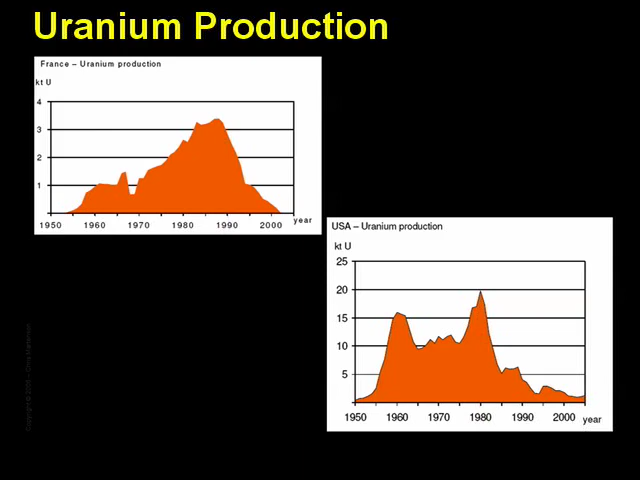 Uranium Production
France – Uranium production
kt U
4
3
2
1
1950 1960 1970 1980 1990 2000 year
USA – Uranium production
kt U
25
20
15
10
5
1950 1960 1970 1980 1990 2000 year